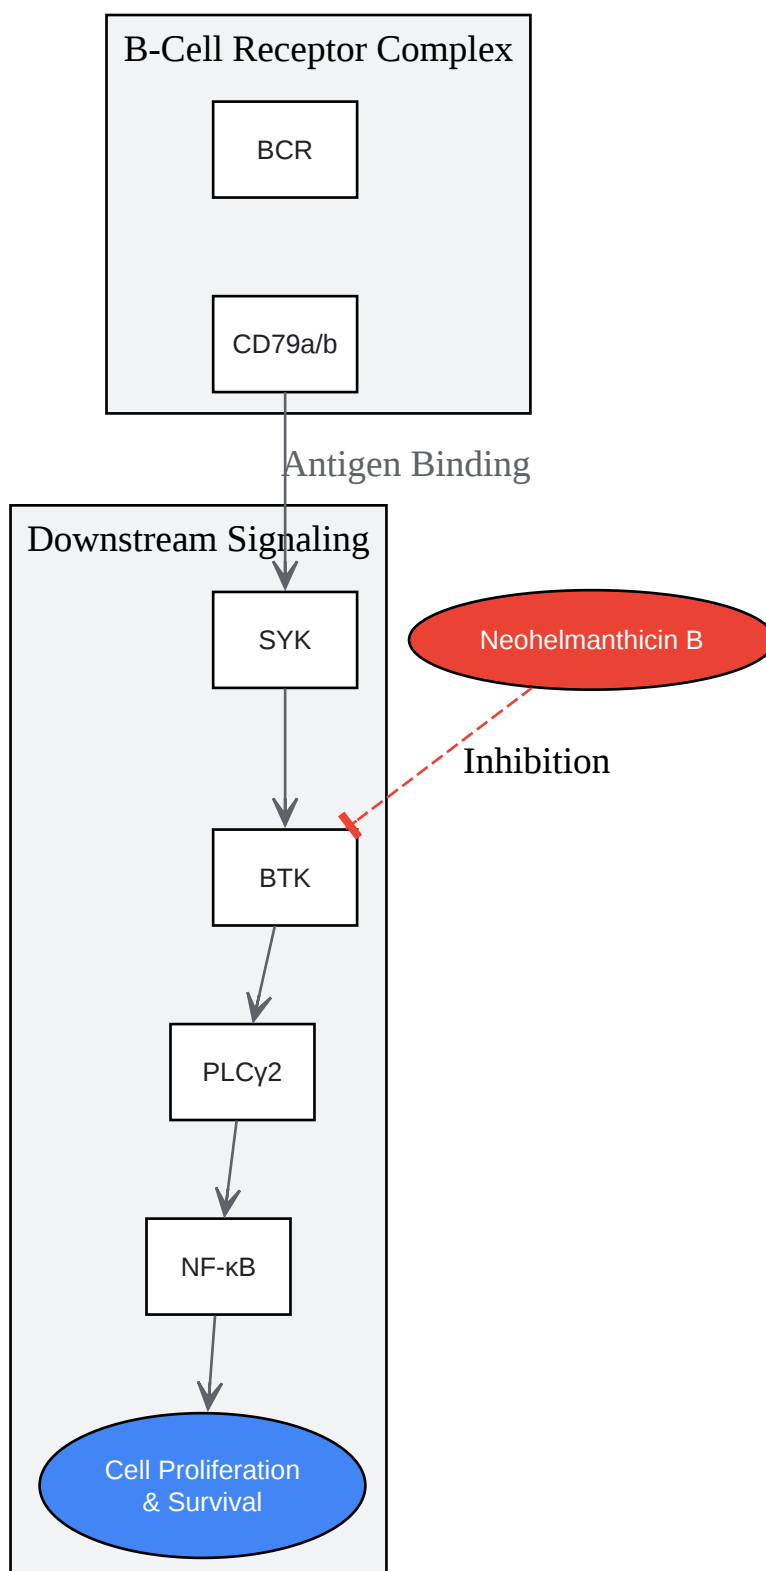 B-Cell Receptor Complex
BCR
CD79a/b
Antigen Binding
Downstream Signaling
SYK
Neohelmanthicin B
Inhibition
BTK
PLCγ2
NF-κB
Cell Proliferation
& Survival